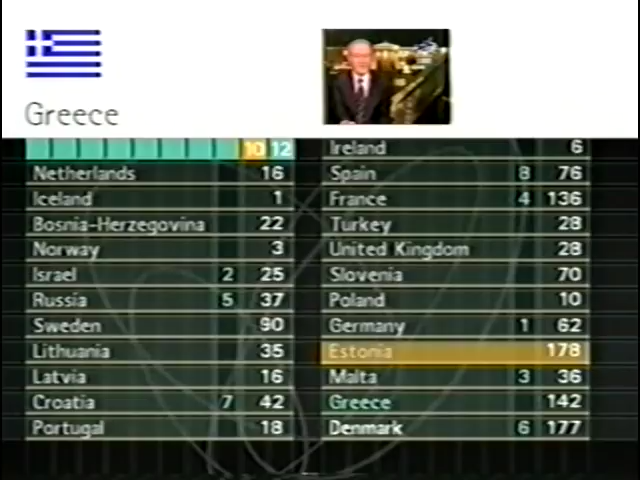 Greece
10 12
Netherlands 16
Iceland 1
Bosnia-Herzegovina 22
Norway 3
Israel 2 25
Russia 5 37
Sweden 90
Lithuania 35
Latvia 16
Croatia 7 42
Portugal 18
Ireland 6
Spain 8 76
France 4 136
Turkey 28
United Kingdom 28
Slovenia 70
Poland 10
Germany 1 62
Estonia 178
Malta 3 36
Greece 142
Denmark 6 177